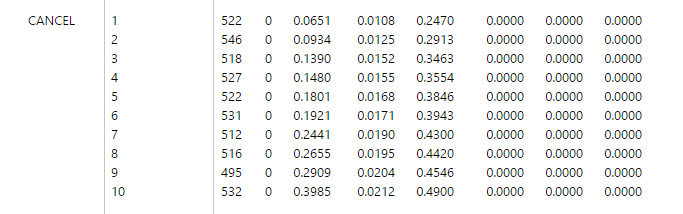 CANCEL 1 522 0 0.0651 0.0108 0.2470 0.0000 0.0000 0.0000
2 546 0 0.0934 0.0125 0.2913 0.0000 0.0000 0.0000
3 518 0 0.1390 0.0152 0.3463 0.0000 0.0000 0.0000
4 527 0 0.1480 0.0155 0.3554 0.0000 0.0000 0.0000
5 522 0 0.1801 0.0168 0.3846 0.0000 0.0000 0.0000
6 531 0 0.1921 0.0171 0.3943 0.0000 0.0000 0.0000
7 512 0 0.2441 0.0190 0.4300 0.0000 0.0000 0.0000
8 516 0 0.2655 0.0195 0.4420 0.0000 0.0000 0.0000
9 495 0 0.2909 0.0204 0.4546 0.0000 0.0000 0.0000
10 532 0 0.3985 0.0212 0.4900 0.0000 0.0000 0.0000